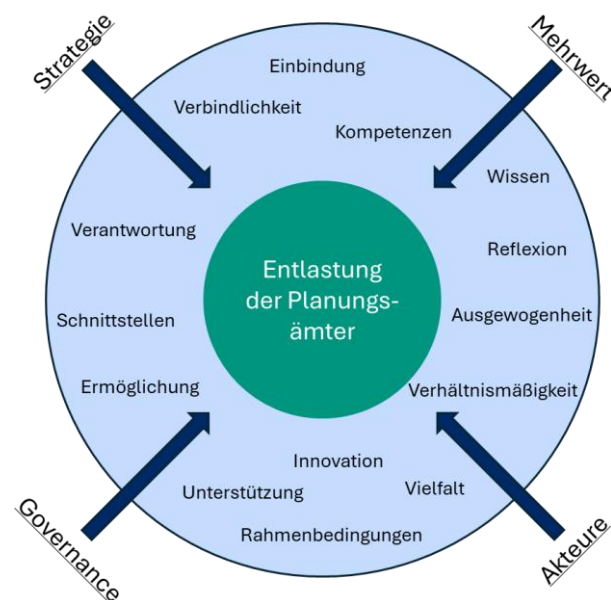 Strategie
Mehrwert
Einbindung
Verbindlichkeit
Kompetenzen
Wissen
Verantwortung
Reflexion
Entlastung
der Planungs-
ämter
Schnittstellen
Ausgewogenheit
Ermöglichung
Verhältnismäßigkeit
Innovation
Unterstützung
Vielfalt
Rahmenbedingungen
Governance
Akteure